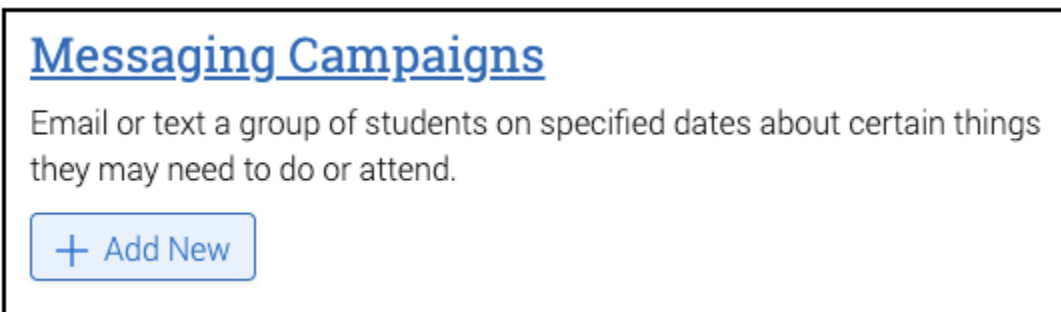 Messaging Campaigns
Email or text a group of students on specified dates about certain things
they may need to do or attend.
+ Add New